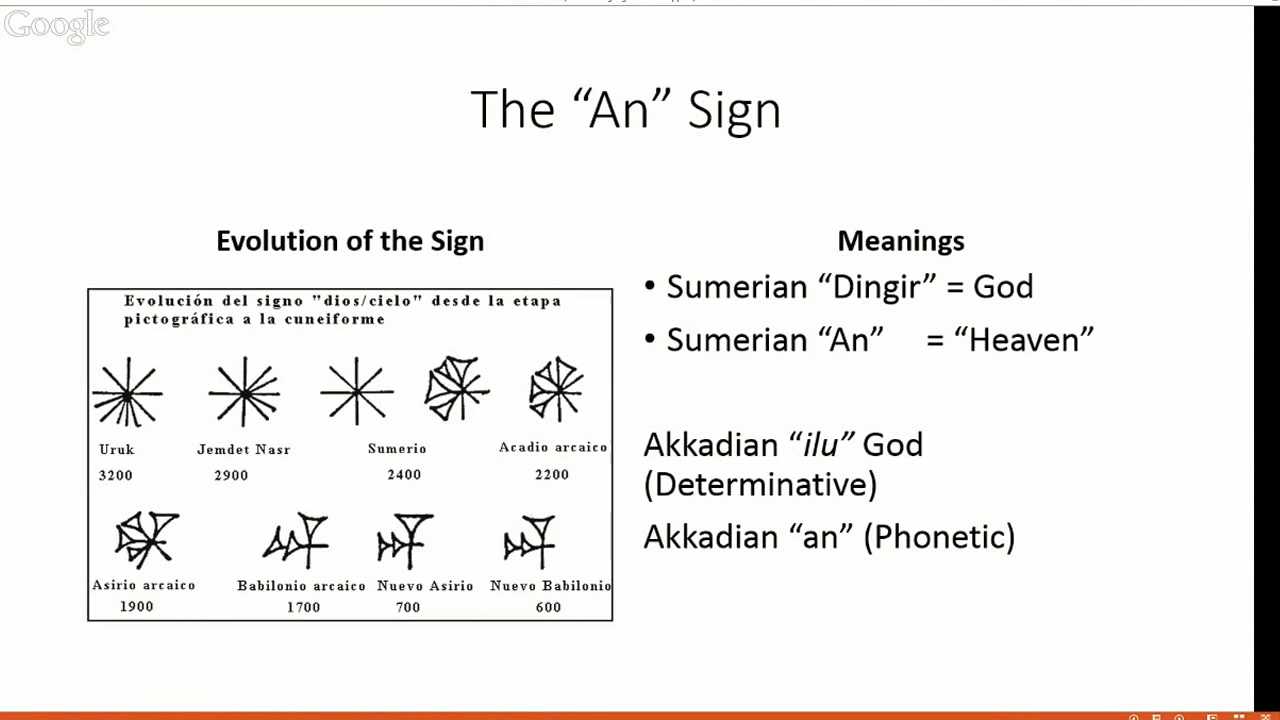 Google
The “An” Sign
Evolution of the Sign
Evolución del signo "dios/cielo" desde la etapa
pictográfica a la cuneiforme
Uruk
Jemdet Nasr
Sumerio
Acadio arcaico
3200
2900
2400
2200
Asirio arcaico
Babilonio arcaico
Nuevo Asirio
Nuevo Babilonio
1900
1700
700
600
Meanings
• Sumerian “Dingir” = God
• Sumerian “An” = “Heaven”
Akkadian “ilu” God
(Determinative)
Akkadian “an” (Phonetic)